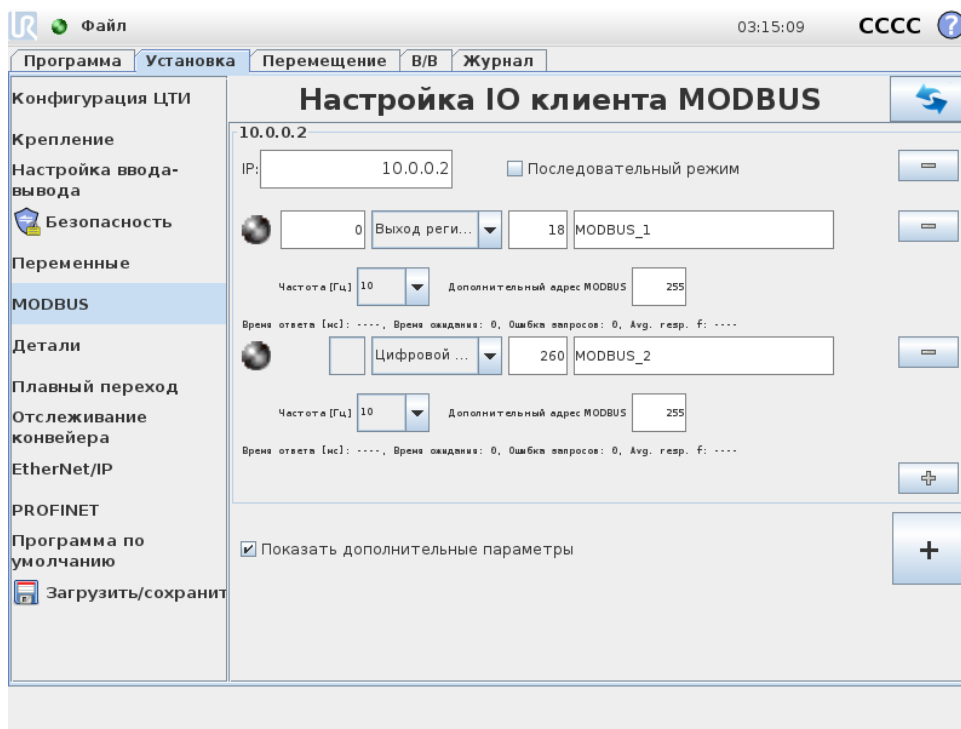 UR Файл 03:15:09 CCCC ?
Программа Установка Перемещение В/В Журнал
Конфигурация ЦТИ
Крепление
Настройка ввода-
вывода
Безопасность
Переменные
MODBUS
Детали
Плавный переход
Отслеживание
конвейера
EtherNet/IP
PROFINET
Программа по
умолчанию
Загрузить/сохранит
Настройка IO клиента MODBUS
10.0.0.2
IP: 10.0.0.2 Последовательный режим
0 Выход реги... 18 MODBUS_1
Частота [Гц] 10 Дополнительный адрес MODBUS 255
Время ответа [мс]: ----, Время ожидания: 0, Ошибка запросов: 0, Avg. resp. f: ----
Цифровой ... 260 MODBUS_2
Частота [Гц] 10 Дополнительный адрес MODBUS 255
Время ответа [мс]: ----, Время ожидания: 0, Ошибка запросов: 0, Avg. resp. f: ----
Показать дополнительные параметры